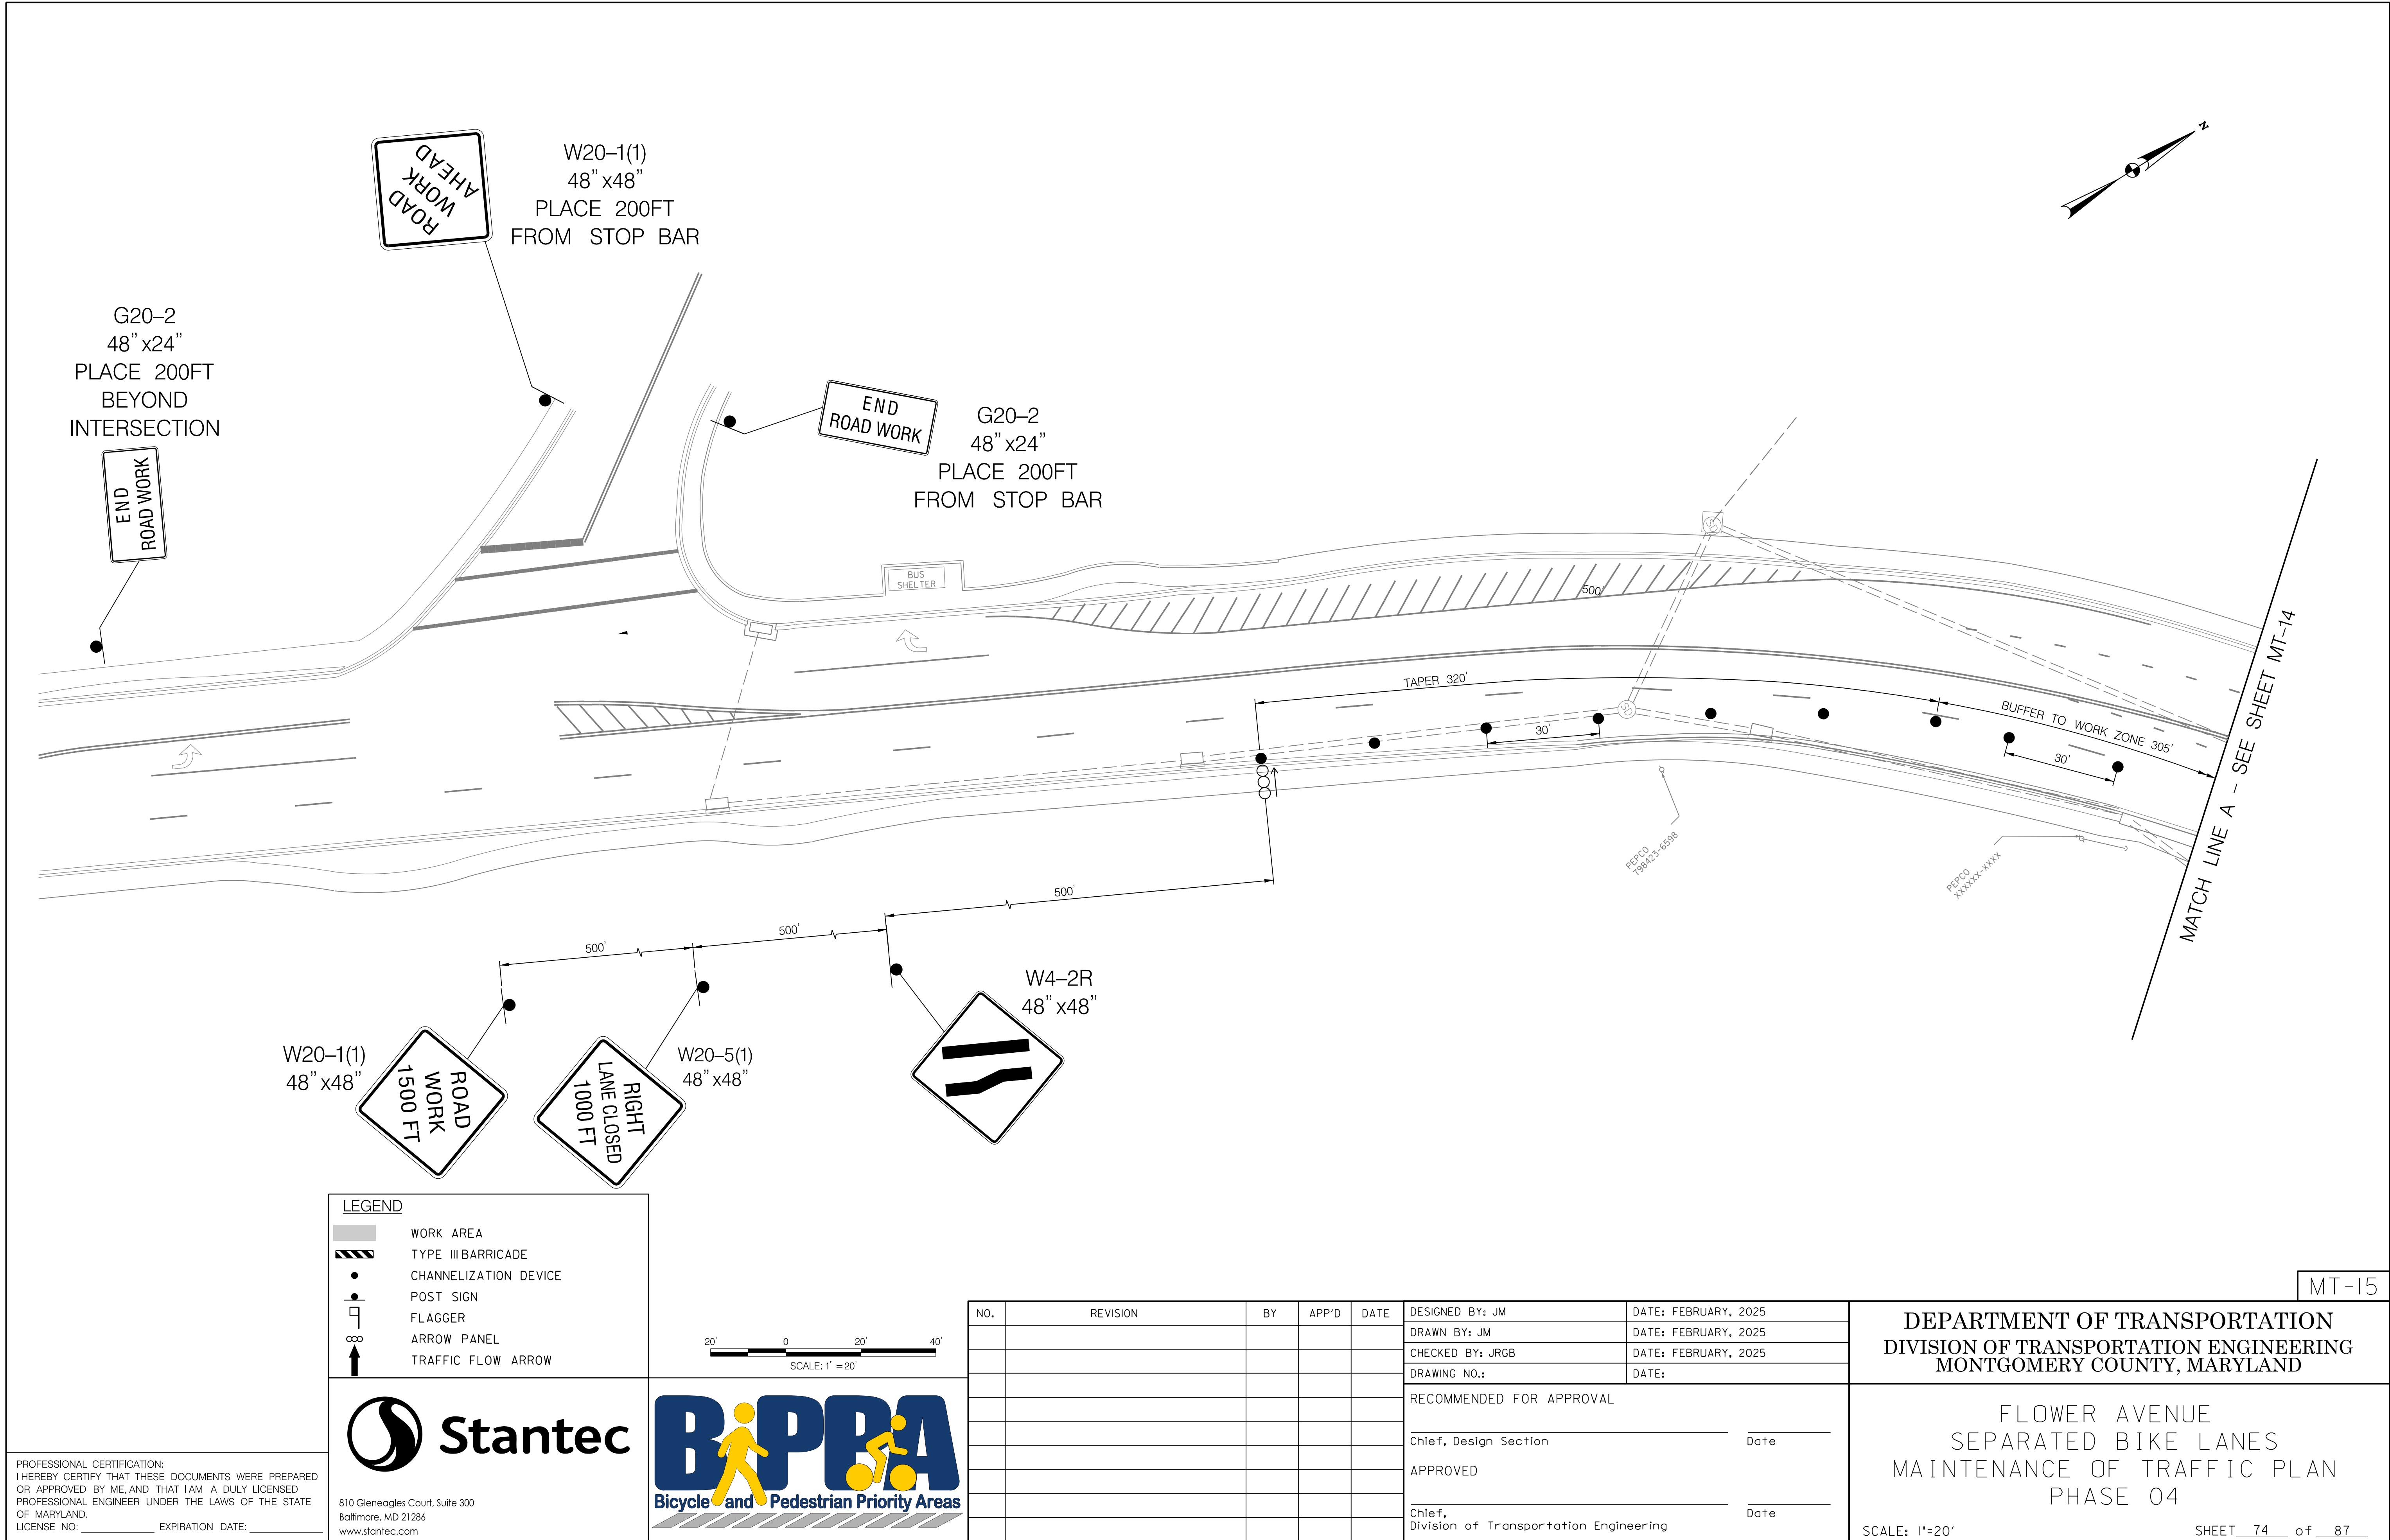 W20-1(1)
48”x48”
PLACE 200FT
FROM STOP BAR
ROAD
WORK
AHEAD
G20-2
48”x24”
PLACE 200FT
BEYOND
INTERSECTION
END
ROAD WORK
END
ROAD WORK
G20-2
48”x24”
PLACE 200FT
FROM STOP BAR
N
BUS
SHELTER
500'
SD
SD
TAPER 320'
BUFFER TO WORK ZONE 305'
30'
30'
MATCH LINE A - SEE SHEET MT-14
PEPCO
798423-6598
PEPCO
XXXXXX-XXXX
500'
500'
500'
W4-2R
48”x48”
W20-1(1)
48”x48”
ROAD
WORK
1500 FT
W20-5(1)
48”x48”
RIGHT
LANE CLOSED
1000 FT
LEGEND
WORK AREA
TYPE III BARRICADE
CHANNELIZATION DEVICE
POST SIGN
FLAGGER
ARROW PANEL
TRAFFIC FLOW ARROW
20' 0 20' 40'
SCALE: 1" = 20'
PROFESSIONAL CERTIFICATION:
I HEREBY CERTIFY THAT THESE DOCUMENTS WERE PREPARED
OR APPROVED BY ME, AND THAT I AM A DULY LICENSED
PROFESSIONAL ENGINEER UNDER THE LAWS OF THE STATE
OF MARYLAND.
LICENSE NO: EXPIRATION DATE:
Stantec
810 Gleneagles Court, Suite 300
Baltimore, MD 21286
www.stantec.com
BiPPA
Bicycle and Pedestrian Priority Areas
NO. REVISION BY APP'D DATE
DESIGNED BY: JM DATE: FEBRUARY, 2025
DRAWN BY: JM DATE: FEBRUARY, 2025
CHECKED BY: JRGB DATE: FEBRUARY, 2025
DRAWING NO.: DATE:
RECOMMENDED FOR APPROVAL
Chief, Design Section Date
APPROVED
Chief, Date
Division of Transportation Engineering
MT-15
DEPARTMENT OF TRANSPORTATION
DIVISION OF TRANSPORTATION ENGINEERING
MONTGOMERY COUNTY, MARYLAND
FLOWER AVENUE
SEPARATED BIKE LANES
MAINTENANCE OF TRAFFIC PLAN
PHASE 04
SCALE: 1"=20' SHEET 74 of 87